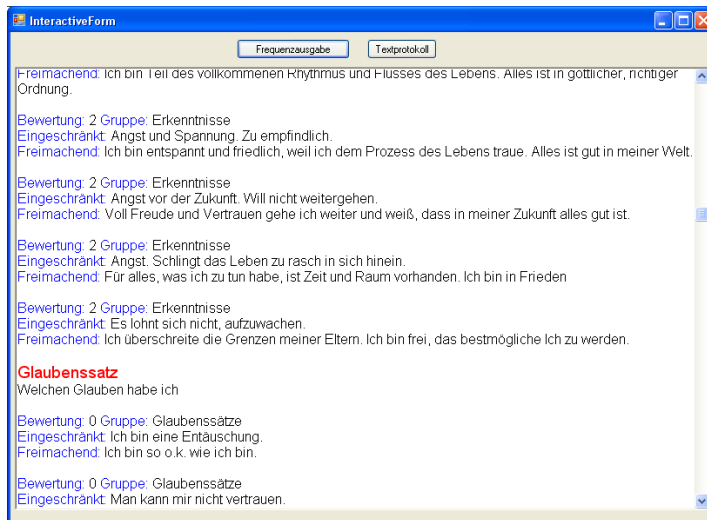 InteractiveForm
Frequenzausgabe Textprotokoll
Freimachend: Ich bin Teil des vollkommenen Rhythmus und Flusses des Lebens. Alles ist in göttlicher, richtiger
Ordnung.
Bewertung: 2 Gruppe: Erkenntnisse
Eingeschränkt: Angst und Spannung. Zu empfindlich.
Freimachend: Ich bin entspannt und friedlich, weil ich dem Prozess des Lebens traue. Alles ist gut in meiner Welt.
Bewertung: 2 Gruppe: Erkenntnisse
Eingeschränkt: Angst vor der Zukunft. Will nicht weitergehen.
Freimachend: Voll Freude und Vertrauen gehe ich weiter und weiß, dass in meiner Zukunft alles gut ist.
Bewertung: 2 Gruppe: Erkenntnisse
Eingeschränkt: Angst. Schlingt das Leben zu rasch in sich hinein.
Freimachend: Für alles, was ich zu tun habe, ist Zeit und Raum vorhanden. Ich bin in Frieden
Bewertung: 2 Gruppe: Erkenntnisse
Eingeschränkt: Es lohnt sich nicht, aufzuwachen.
Freimachend: Ich überschreite die Grenzen meiner Eltern. Ich bin frei, das bestmögliche Ich zu werden.
Glaubenssatz
Welchen Glauben habe ich
Bewertung: 0 Gruppe: Glaubenssätze
Eingeschränkt: Ich bin eine Entäuschung.
Freimachend: Ich bin so o.k. wie ich bin.
Bewertung: 0 Gruppe: Glaubenssätze
Eingeschränkt: Man kann mir nicht vertrauen.